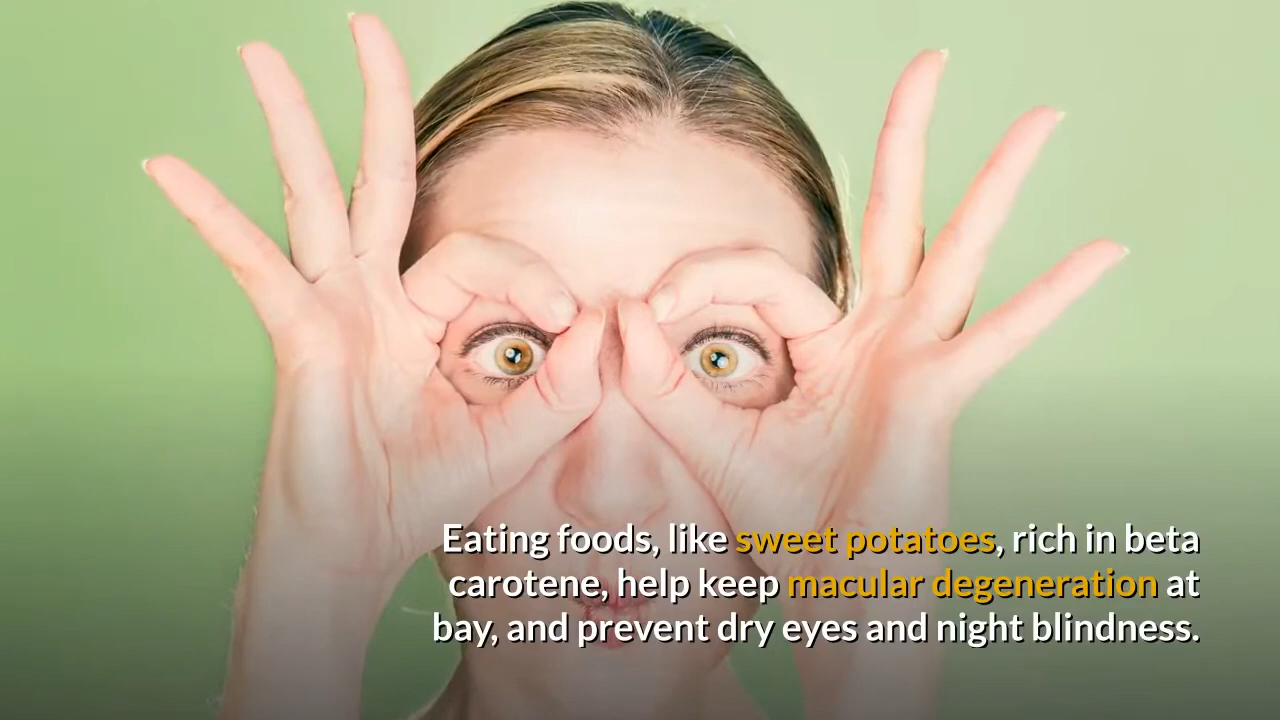 Eating foods, like sweet potatoes, rich in beta
carotene, help keep macular degeneration at
bay, and prevent dry eyes and night blindness.